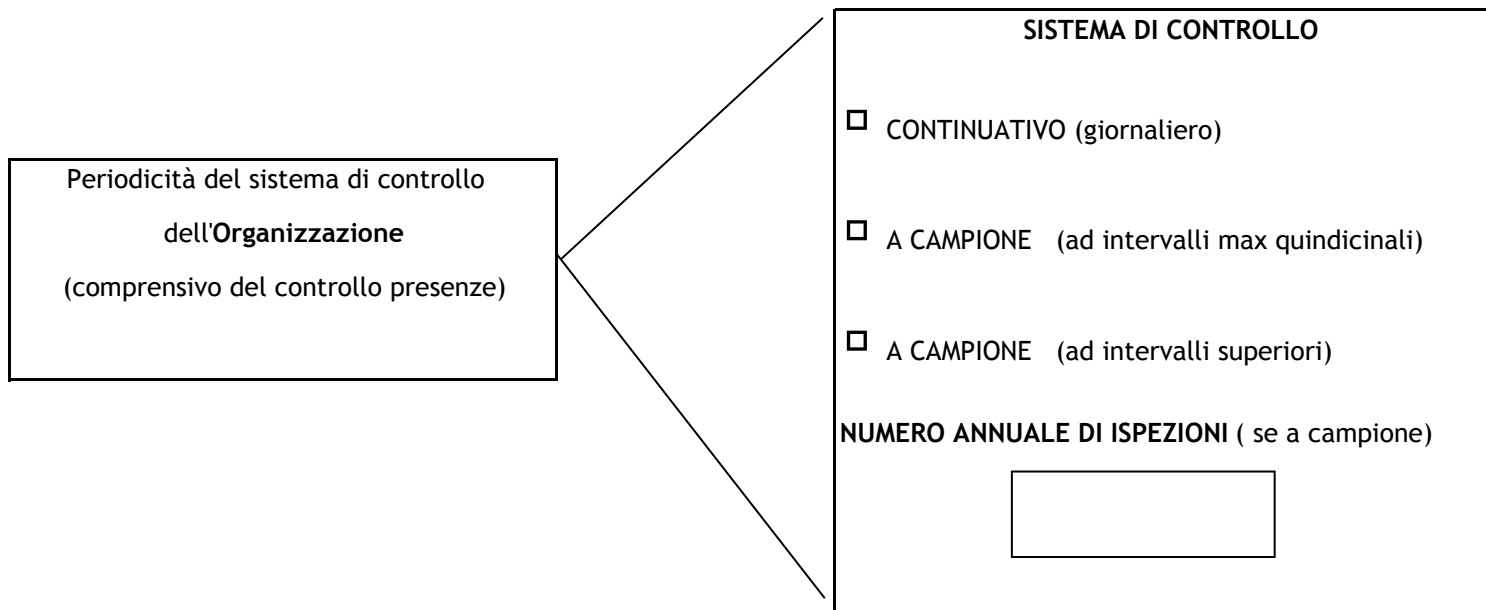 Periodicità del sistema di controllo
dell'Organizzazione
(comprensivo del controllo presenze)
SISTEMA DI CONTROLLO
CONTINUATIVO (giornaliero)
A CAMPIONE (ad intervalli max quindicinali)
A CAMPIONE (ad intervalli superiori)
NUMERO ANNUALE DI ISPEZIONI ( se a campione)